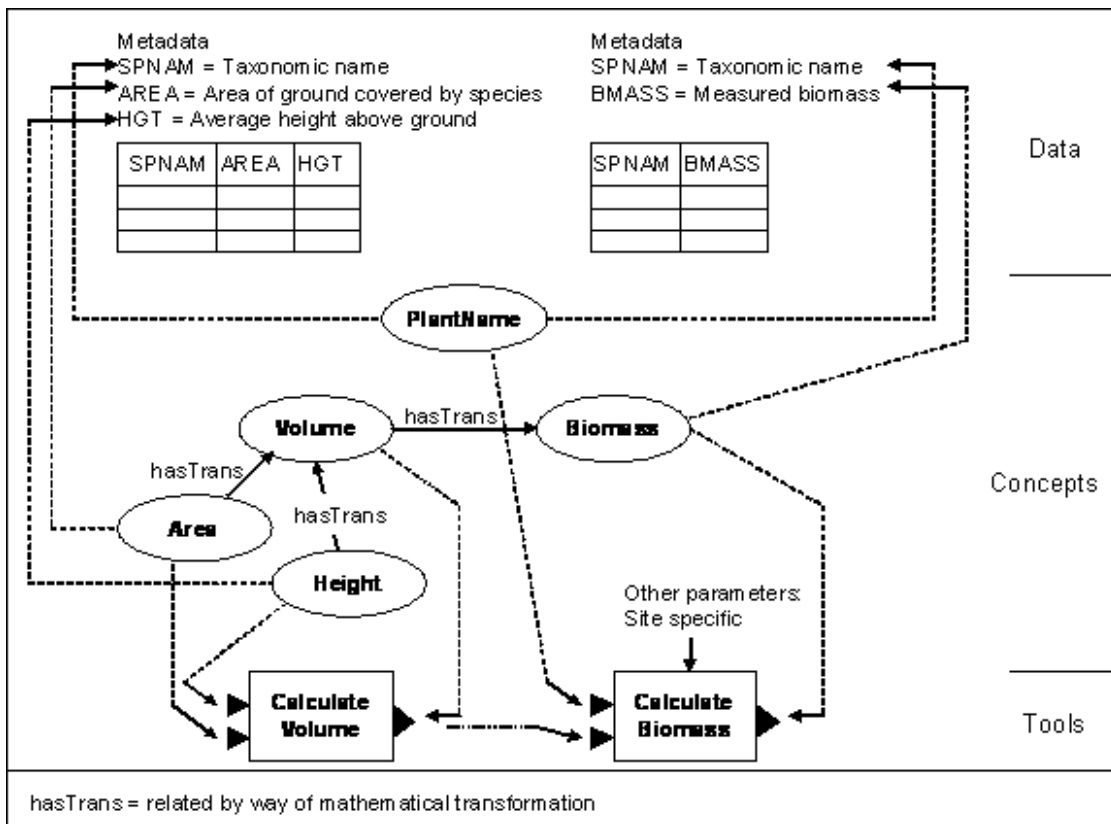 Metadata
SPNAM = Taxonomic name
AREA = Area of ground covered by species
HGT = Average height above ground
SPNAM AREA HGT
Metadata
SPNAM = Taxonomic name
BMASS = Measured biomass
SPNAM BMASS
Data
PlantName
Volume
hasTrans
Biomass
hasTrans
Area
hasTrans
Height
Concepts
Other parameters:
Site specific
Calculate
Volume
Calculate
Biomass
Tools
hasTrans = related by way of mathematical transformation